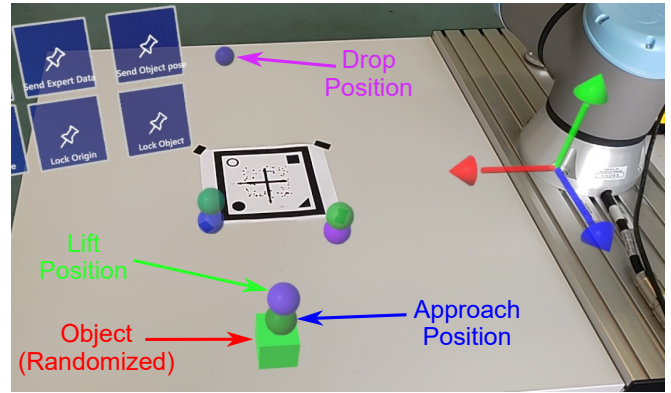 Send Expert Data
Send Object pose
Drop
Position
Lock Origin
Lock Object
Lift
Position
Approach
Position
Object
(Randomized)